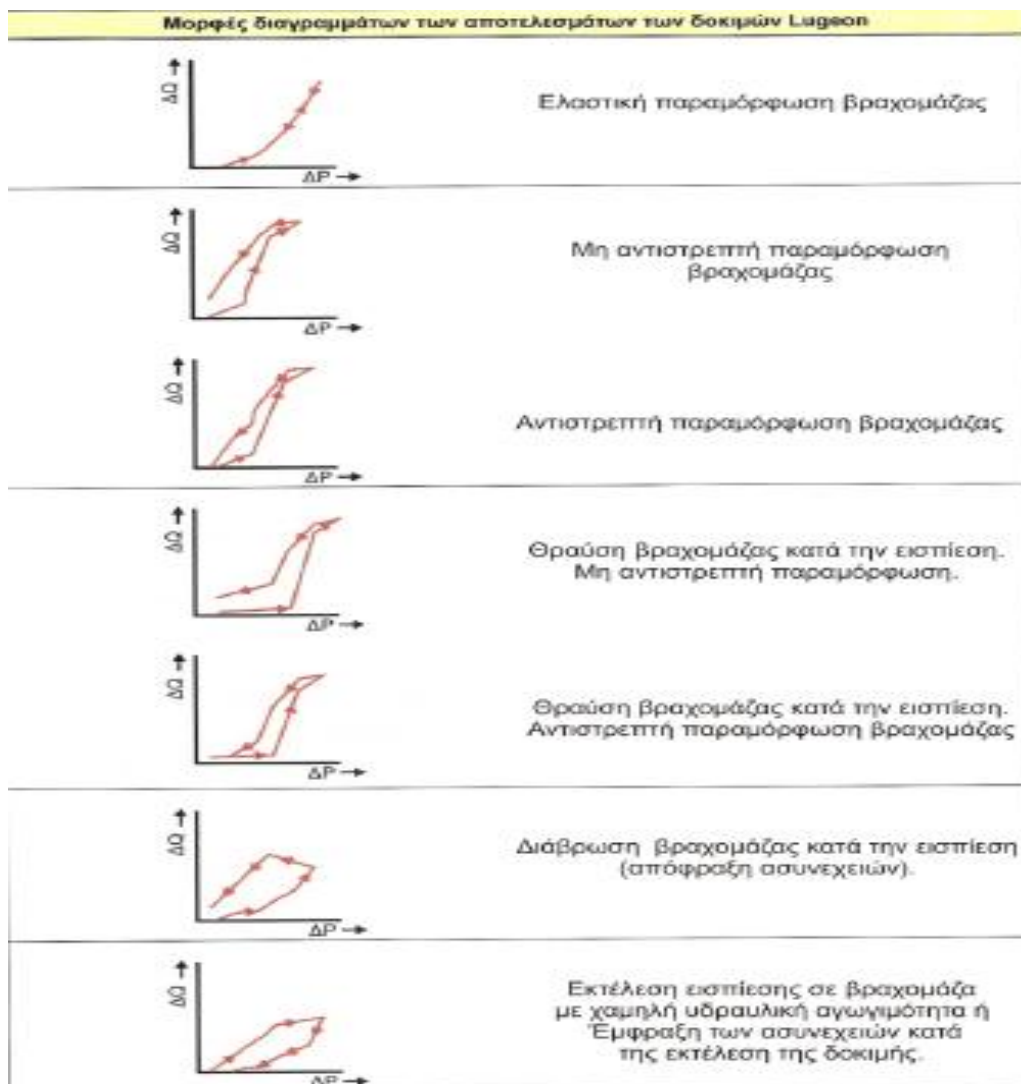 Μορφές διαγραμμάτων των αποτελεσμάτων των δοκιμών Lugeon
ΔQ →
ΔP →
Ελαστική παραμόρφωση βραχομάζας
ΔQ →
ΔP →
Μη αντιστρεπτή παραμόρφωση
βραχομάζας
ΔQ →
ΔP →
Αντιστρεπτή παραμόρφωση βραχομάζας
ΔQ →
ΔP →
Θραύση βραχομάζας κατά την εισπίεση.
Μη αντιστρεπτή παραμόρφωση.
ΔQ →
ΔP →
Θραύση βραχομάζας κατά την εισπίεση.
Αντιστρεπτή παραμόρφωση βραχομάζας
ΔQ →
ΔP →
Διάβρωση βραχομάζας κατά την εισπίεση
(απόφραξη ασυνεχειών).
ΔQ →
ΔP →
Εκτέλεση εισπίεσης σε βραχομάζα
με χαμηλή υδραυλική αγωγιμότητα ή
Έμφραξη των ασυνεχειών κατά
της εκτέλεση της δοκιμής.